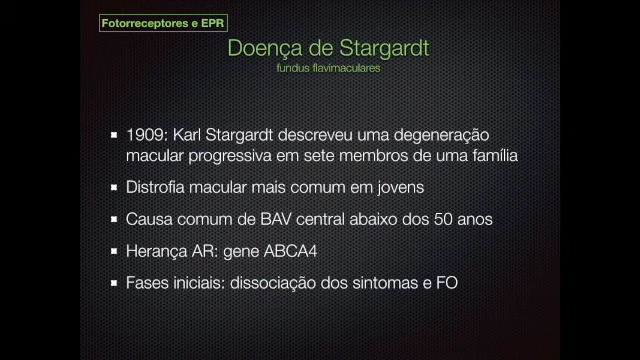 Fotorreceptores e EPR
Doença de Stargardt
fundus flavimaculares
1909: Karl Stargardt descreveu uma degeneração
macular progressiva em sete membros de uma família
Distrofia macular mais comum em jovens
Causa comum de BAV central abaixo dos 50 anos
Herança AR: gene ABCA4
Fases iniciais: dissociação dos sintomas e FO